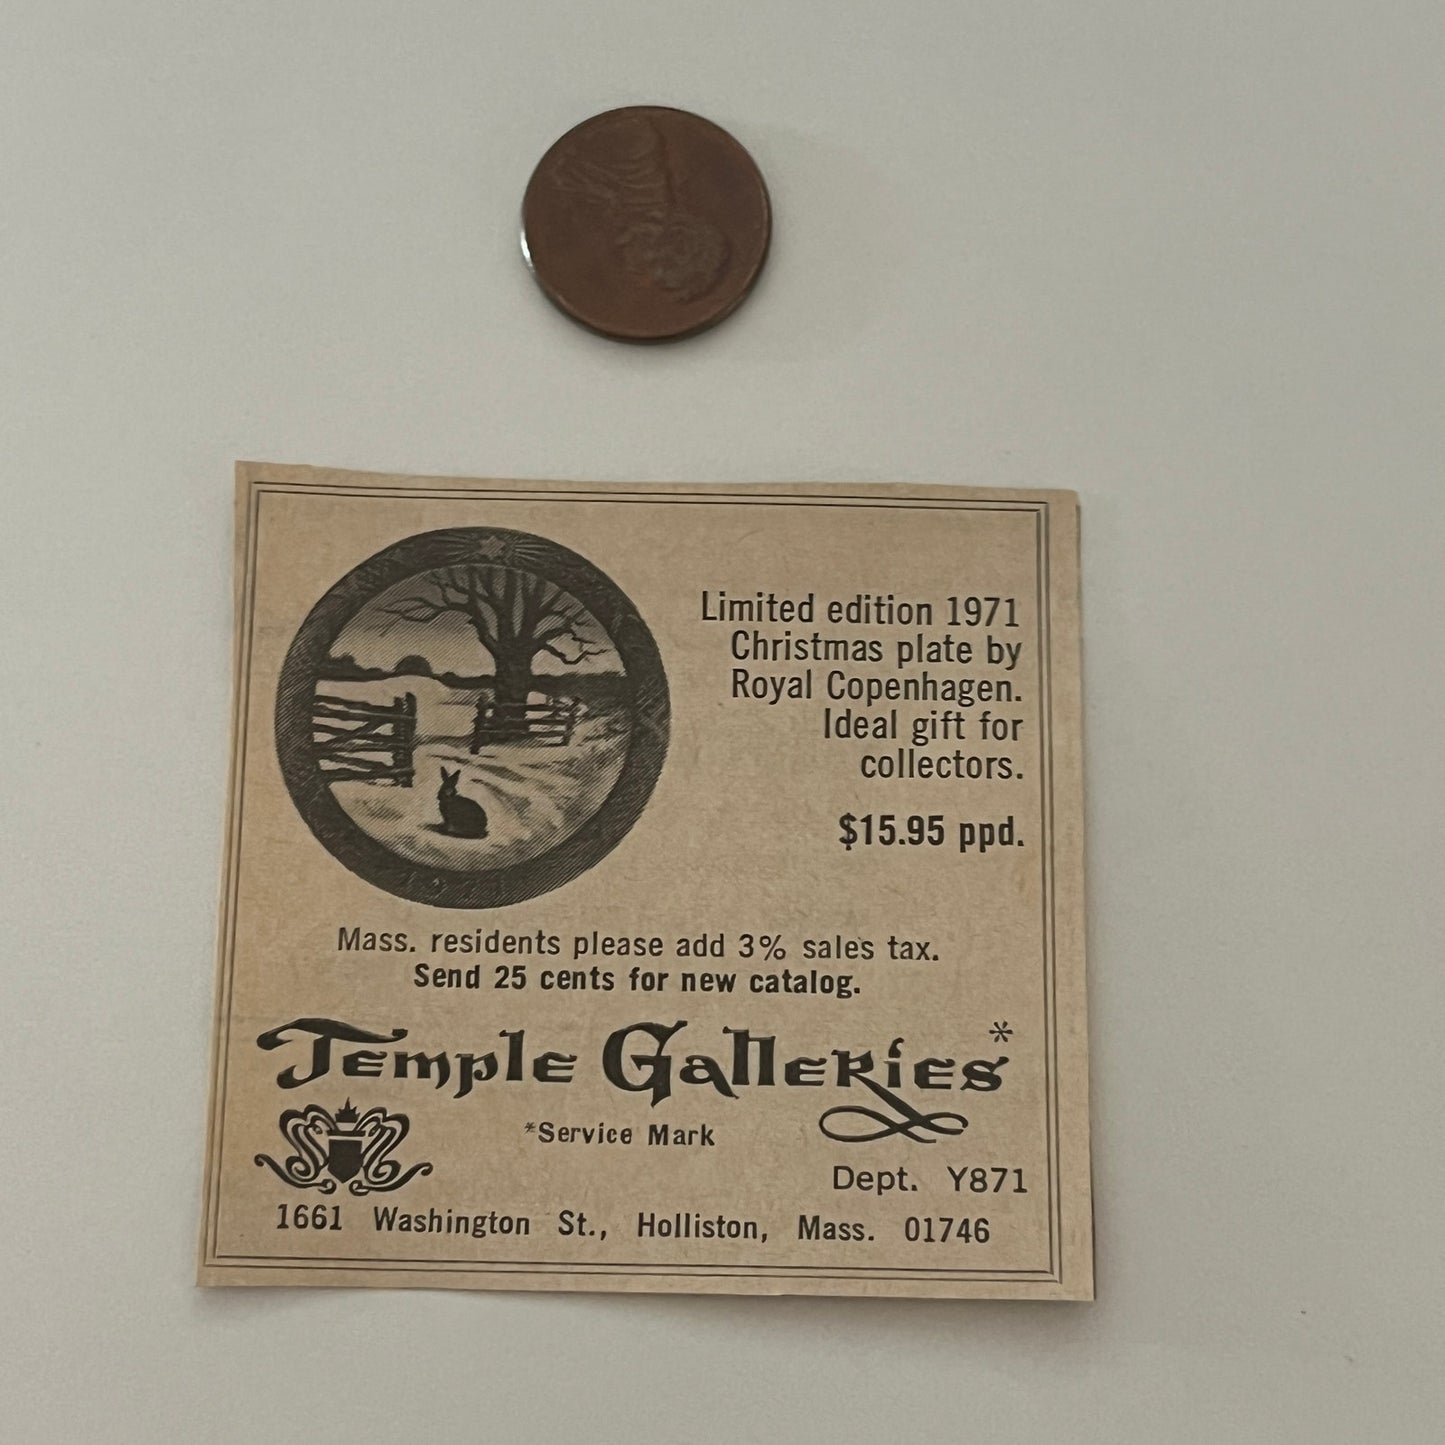 Limited edition 1971
Christmas plate by
Royal Copenhagen.
Ideal gift for
collectors.
$15.95 ppd.
1971
Mass. residents please add 3% sales tax.
Send 25 cents for new catalog.
Temple Galleries*
*Service Mark
Dept. Y871
1661 Washington St., Holliston, Mass. 01746